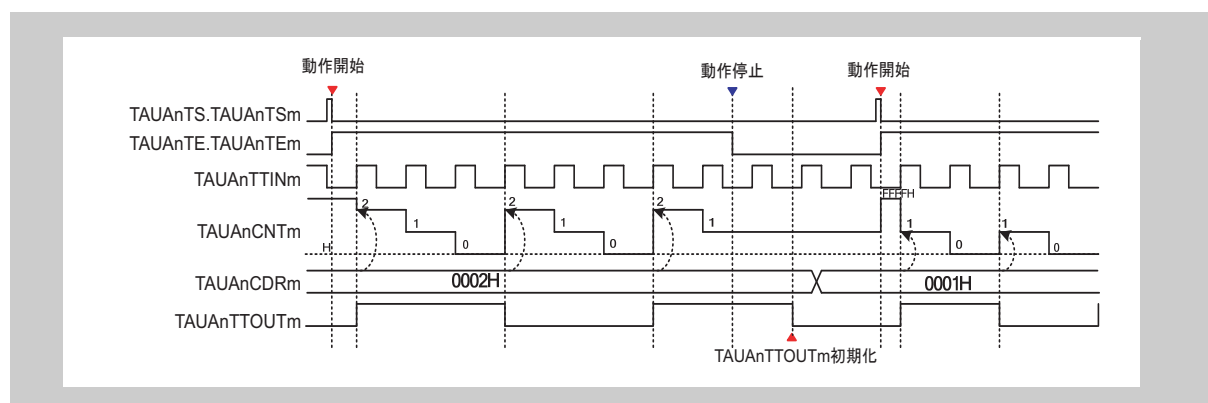 動作開始 動作停止 動作開始
TAUAnTS.TAUAnTSm
TAUAnTE.TAUAnTEm
TAUAnTTINm
FFFFH
TAUAnCNTm 2 1 0 2 1 0 2 1 1 0 1 0
H
TAUAnCDRm 0002H 0001H
TAUAnTTOUTm
TAUAnTTOUTm初期化